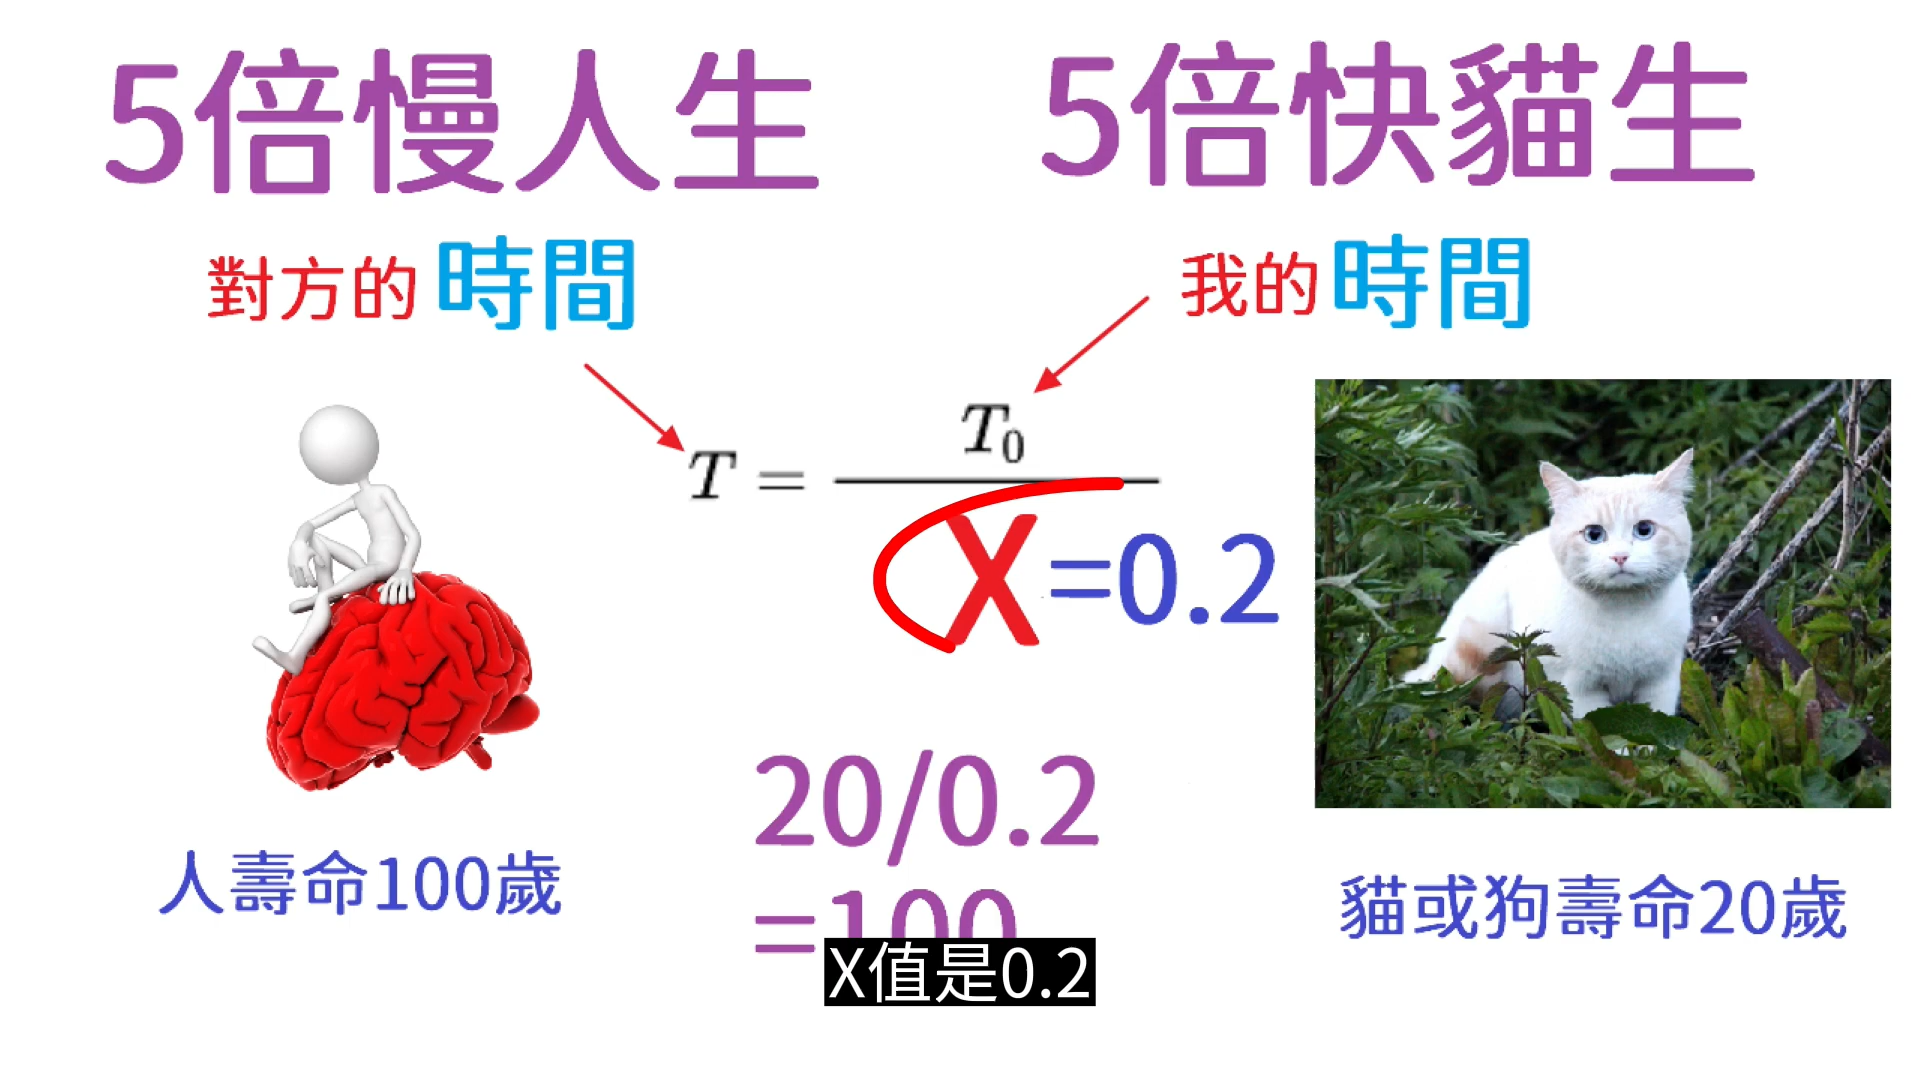 5倍慢人生
5倍快貓生
對方的時間
我的時間
T = T₀
X=0.2
20/0.2
=100
人壽命100歲
貓或狗壽命20歲
X值是0.2